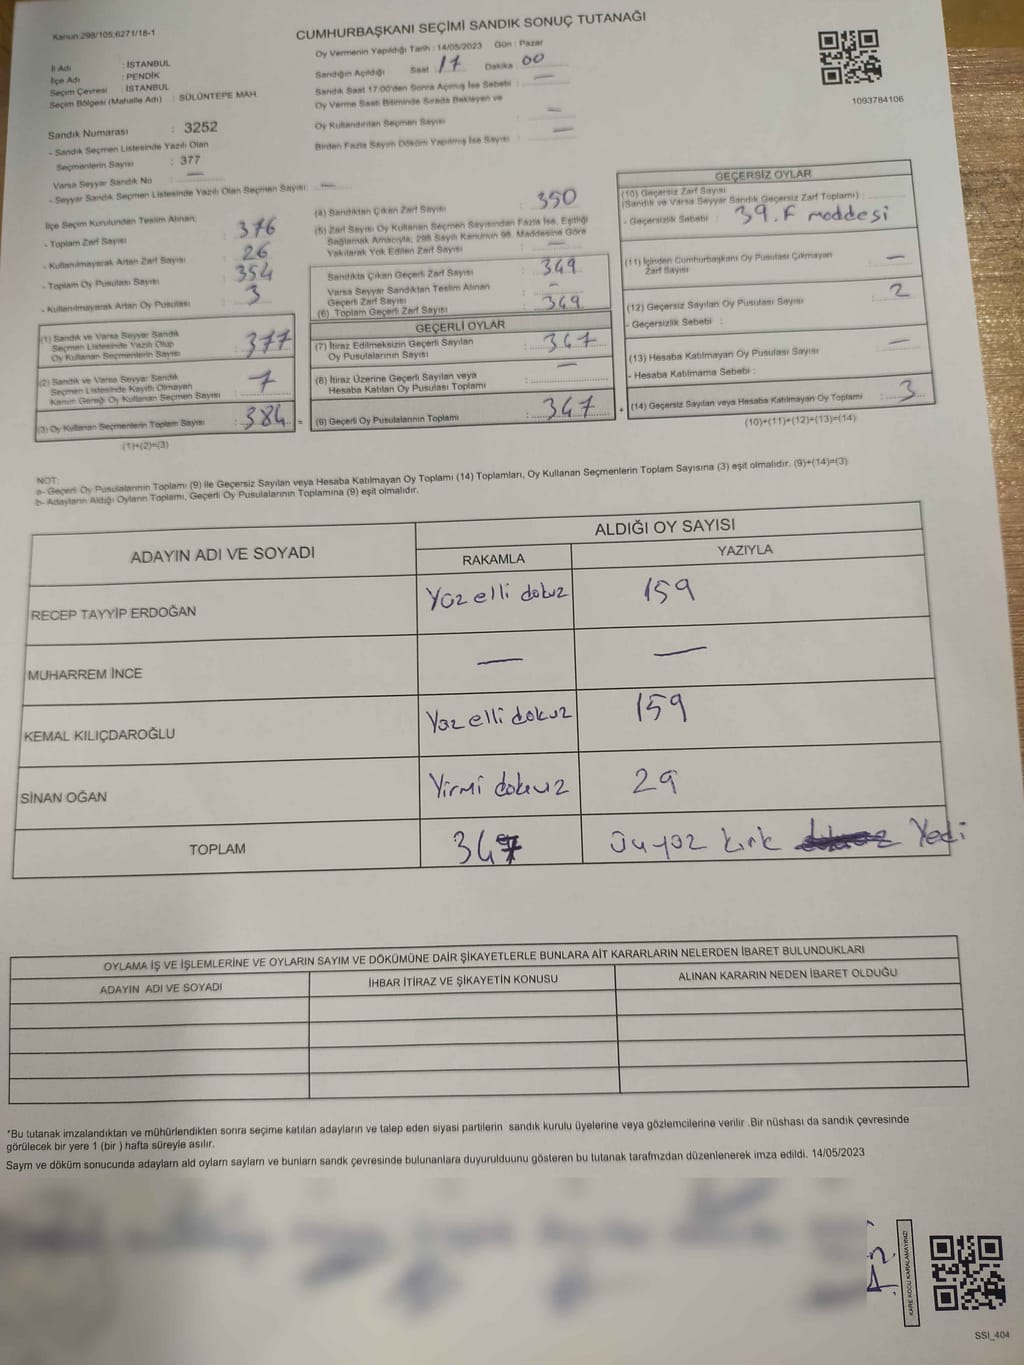 Kanun.298/105,6271/18-1
CUMHURBAŞKANI SEÇİMİ SANDIK SONUÇ TUTANAĞI
Oy Vermenin Yapıldığı Tarih : 14/05/2023 Gün : Pazar
İl Adı : İSTANBUL
İlçe Adı : PENDİK
Seçim Çevresi : İSTANBUL
Seçim Bölgesi (Mahalle Adı) : SÜLÜNTEPE MAH.
Sandığın Açıldığı Saat : 17 Dakika : 00
Sandık Saat 17:00'den Sonra Açılmış İse Sebebi : —
Oy Verme Saati Bitiminde Sırada Bekleyen ve
Oy Kullandırılan Seçmen Sayısı : —
Birden Fazla Sayım Döküm Yapılmış İse Sayısı : —
1093784106
Sandık Numarası : 3252
- Sandık Seçmen Listesinde Yazılı Olan
Seçmenlerin Sayısı : 377
Varsa Seyyar Sandık No : —
- Seyyar Sandık Seçmen Listesinde Yazılı Olan Seçmen Sayısı : —
İlçe Seçim Kurulundan Teslim Alınan;
- Toplam Zarf Sayısı : 376
- Kullanılmayarak Artan Zarf Sayısı : 26
- Toplam Oy Pusulası Sayısı : 354
- Kullanılmayarak Artan Oy Pusulası : 3
(1) Sandık ve Varsa Seyyar Sandık
Seçmen Listesinde Yazılı Olup
Oy Kullanan Seçmenlerin Sayısı : 377
(2) Sandık ve Varsa Seyyar Sandık
Seçmen Listesinde Kayıtlı Olmayan
Kanun Gereği Oy Kullanan Seçmen Sayısı : 7
(3) Oy Kullanan Seçmenlerin Toplam Sayısı : 384 =
(1)+(2)=(3)
(4) Sandıktan Çıkan Zarf Sayısı : 350
(5) Zarf Sayısı Oy Kullanan Seçmen Sayısından Fazla İse, Eşitliği
Sağlamak Amacıyla, 298 Sayılı Kanunun 98. Maddesine Göre
Yakılarak Yok Edilen Zarf Sayısı :
Sandıkta Çıkan Geçerli Zarf Sayısı : 349
Varsa Seyyar Sandıktan Teslim Alınan
Geçerli Zarf Sayısı : —
(6) Toplam Geçerli Zarf Sayısı : 349
GEÇERLİ OYLAR
(7) İtiraz Edilmeksizin Geçerli Sayılan
Oy Pusulalarının Sayısı : 347
(8) İtiraz Üzerine Geçerli Sayılan veya
Hesaba Katılan Oy Pusulası Toplamı : —
(9) Geçerli Oy Pusulalarının Toplamı : 347 +
GEÇERSİZ OYLAR
(10) Geçersiz Zarf Sayısı
(Sandık ve Varsa Seyyar Sandık Geçersiz Zarf Toplamı) :
- Geçersizlik Sebebi : 39.F maddesi
(11) İçinden Cumhurbaşkanı Oy Pusulası Çıkmayan
Zarf Sayısı : —
(12) Geçersiz Sayılan Oy Pusulası Sayısı : 2
- Geçersizlik Sebebi :
(13) Hesaba Katılmayan Oy Pusulası Sayısı : —
- Hesaba Katılmama Sebebi :
(14) Geçersiz Sayılan veya Hesaba Katılmayan Oy Toplamı : 3
(10)+(11)+(12)+(13)=(14)
NOT:
a- Geçerli Oy Pusulalarının Toplamı (9) ile Geçersiz Sayılan veya Hesaba Katılmayan Oy Toplamı (14) Toplamları, Oy Kullanan Seçmenlerin Toplam Sayısına (3) eşit olmalıdır. (9)+(14)=(3)
b- Adayların Aldığı Oyların Toplamı, Geçerli Oy Pusulalarının Toplamına (9) eşit olmalıdır.
ADAYIN ADI VE SOYADI
ALDIĞI OY SAYISI
RAKAMLA YAZIYLA
RECEP TAYYİP ERDOĞAN Yüz elli dokuz 159
MUHARREM İNCE — —
KEMAL KILIÇDAROĞLU Yüz elli dokuz 159
SİNAN OĞAN Yirmi dokuz 29
TOPLAM 347 Üçyüz kırk Yedi
OYLAMA İŞ VE İŞLEMLERİNE VE OYLARIN SAYIM VE DÖKÜMÜNE DAİR ŞİKAYETLERLE BUNLARA AİT KARARLARIN NELERDEN İBARET BULUNDUKLARI
ADAYIN ADI VE SOYADI İHBAR İTİRAZ VE ŞİKAYETİN KONUSU ALINAN KARARIN NEDEN İBARET OLDUĞU
*Bu tutanak imzalandıktan ve mühürlendikten sonra seçime katılan adayların ve talep eden siyasi partilerin sandık kurulu üyelerine veya gözlemcilerine verilir .Bir nüshası da sandık çevresinde
görülecek bir yere 1 (bir ) hafta süreyle asılır.
Saym ve döküm sonucunda adaylarn ald oylarn saylarn ve bunlarn sandk çevresinde bulunanlara duyurulduunu gösteren bu tutanak tarafmzdan düzenlenerek imza edildi. 14/05/2023
KARE KODU KARALAMAYINIZ!
SSI_404